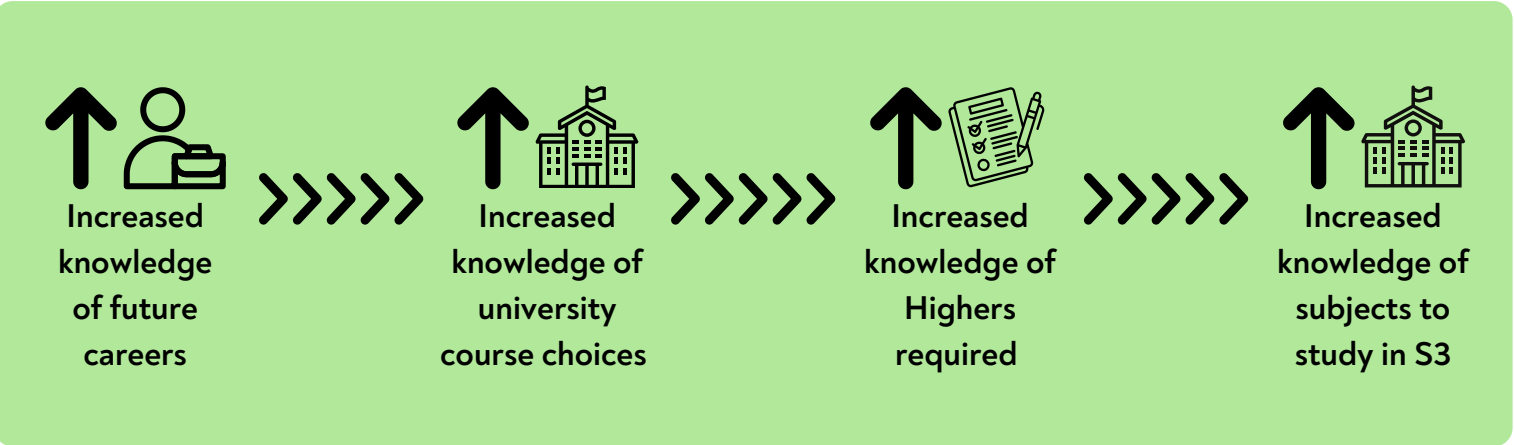 Increased
knowledge
of future
careers
Increased
knowledge of
university
course choices
Increased
knowledge of
Highers
required
Increased
knowledge of
subjects to
study in S3